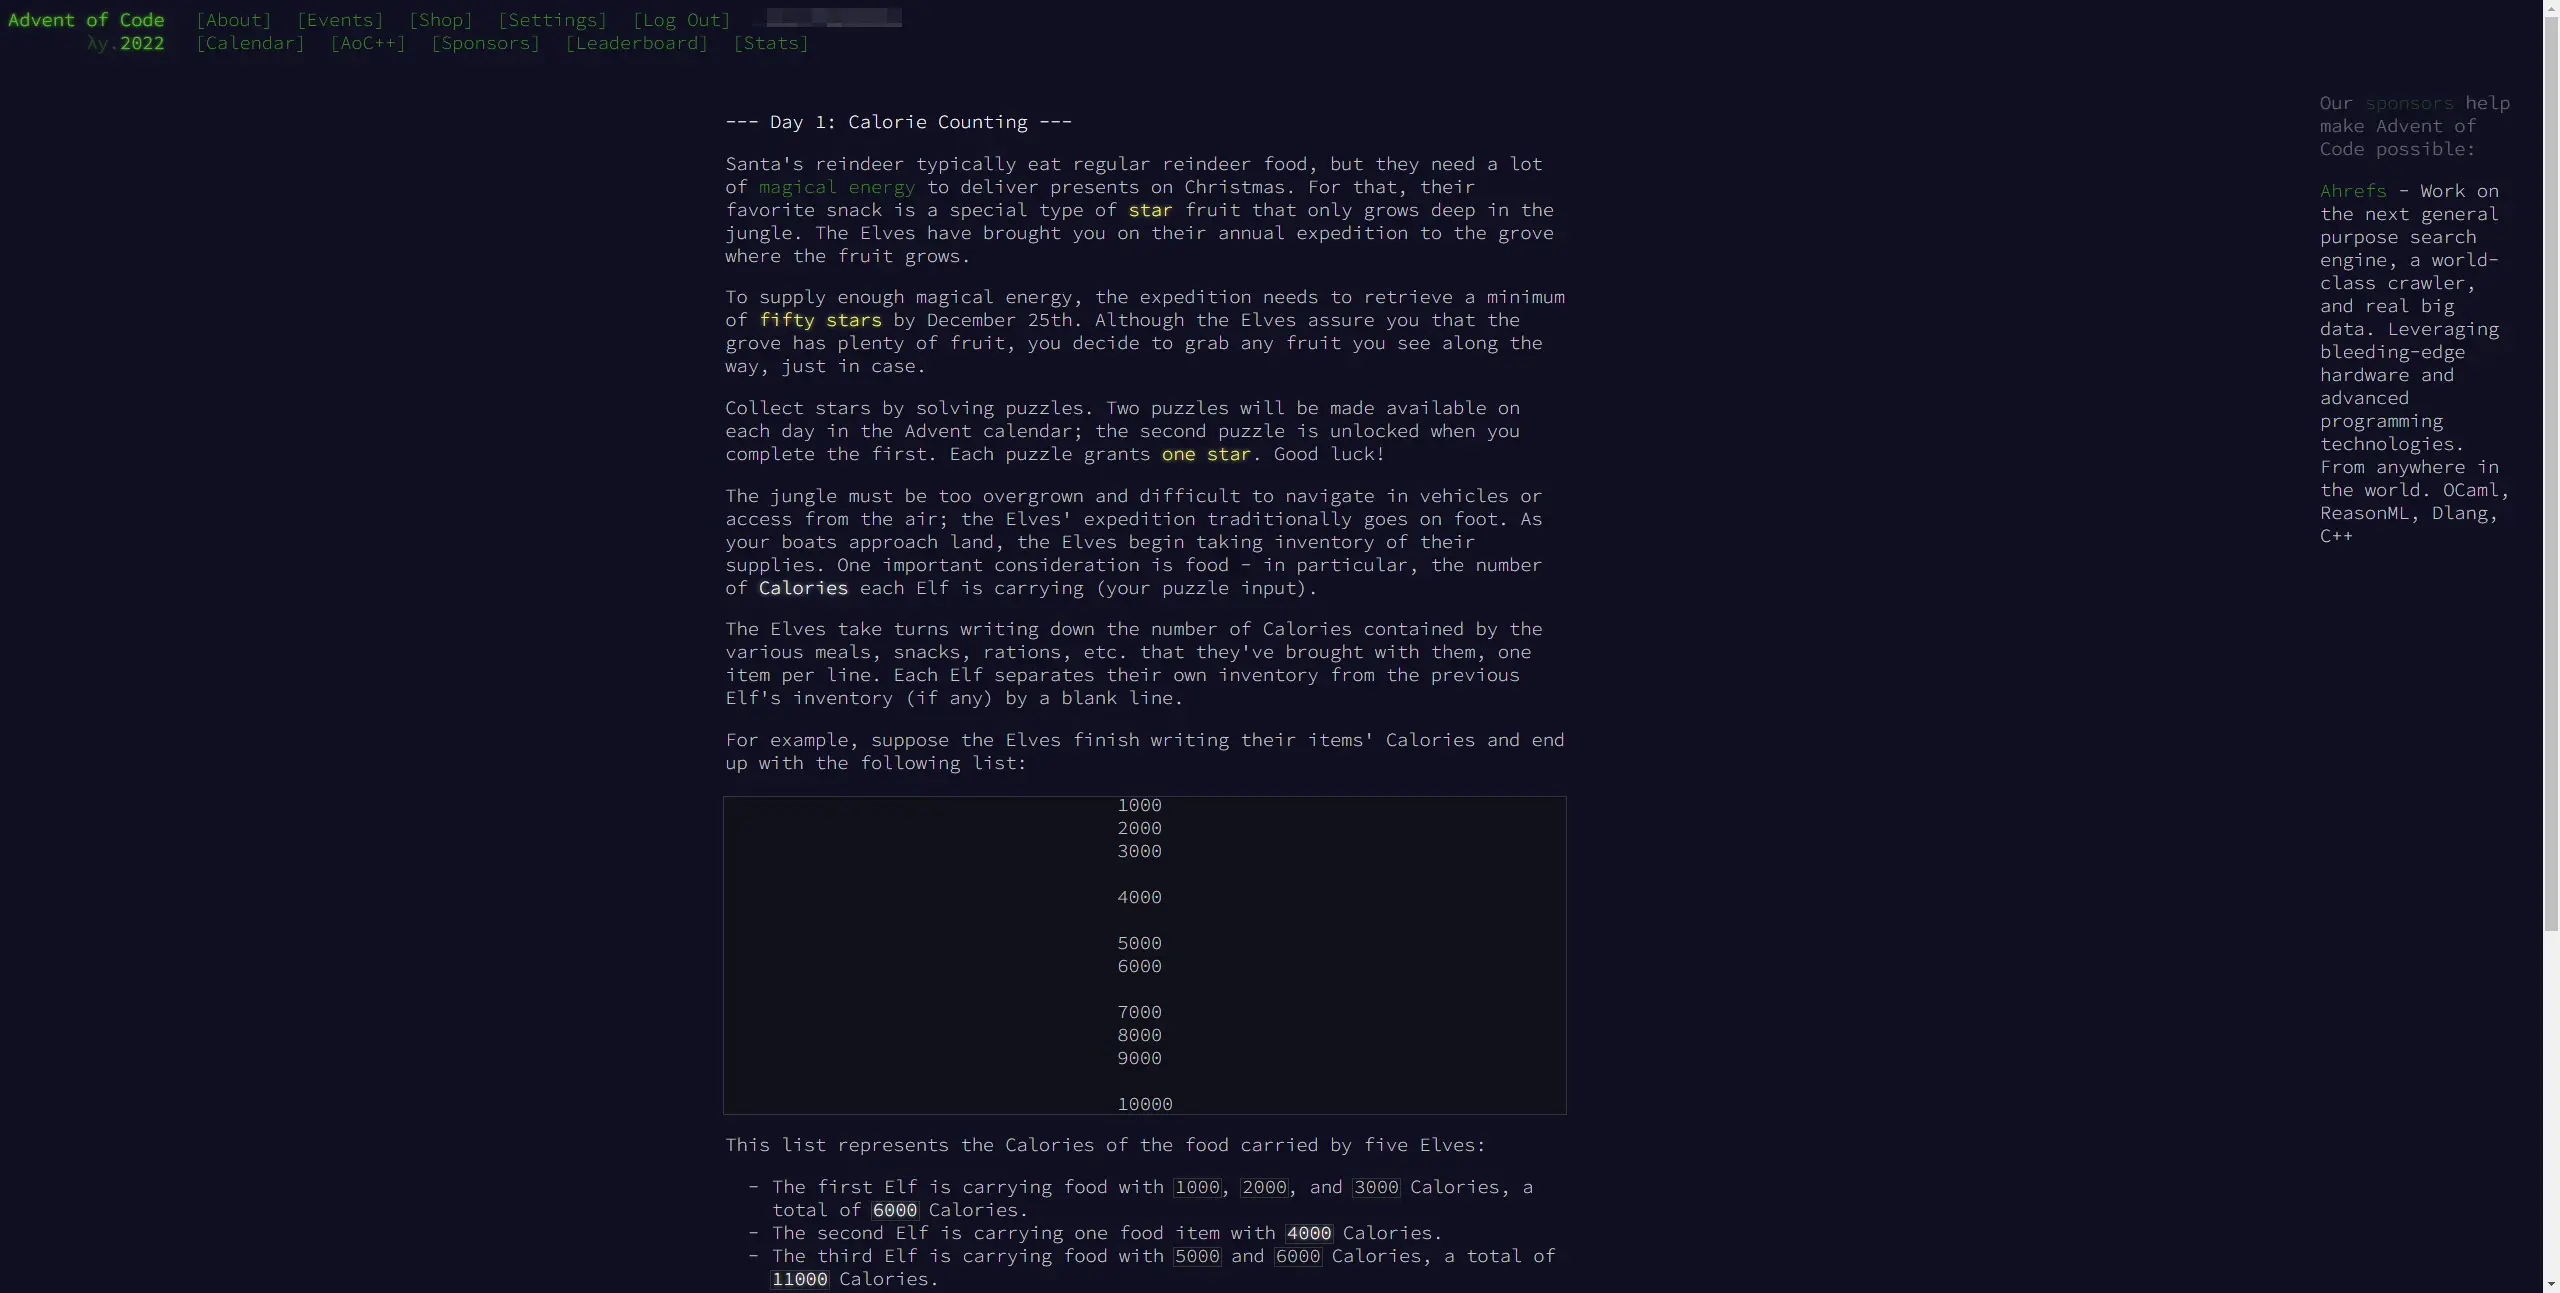 Advent of Code [About] [Events] [Shop] [Settings] [Log Out]
λy.2022 [Calendar] [AoC++] [Sponsors] [Leaderboard] [Stats]
--- Day 1: Calorie Counting ---
Santa's reindeer typically eat regular reindeer food, but they need a lot
of magical energy to deliver presents on Christmas. For that, their
favorite snack is a special type of star fruit that only grows deep in the
jungle. The Elves have brought you on their annual expedition to the grove
where the fruit grows.
To supply enough magical energy, the expedition needs to retrieve a minimum
of fifty stars by December 25th. Although the Elves assure you that the
grove has plenty of fruit, you decide to grab any fruit you see along the
way, just in case.
Collect stars by solving puzzles. Two puzzles will be made available on
each day in the Advent calendar; the second puzzle is unlocked when you
complete the first. Each puzzle grants one star. Good luck!
The jungle must be too overgrown and difficult to navigate in vehicles or
access from the air; the Elves' expedition traditionally goes on foot. As
your boats approach land, the Elves begin taking inventory of their
supplies. One important consideration is food - in particular, the number
of Calories each Elf is carrying (your puzzle input).
The Elves take turns writing down the number of Calories contained by the
various meals, snacks, rations, etc. that they've brought with them, one
item per line. Each Elf separates their own inventory from the previous
Elf's inventory (if any) by a blank line.
For example, suppose the Elves finish writing their items' Calories and end
up with the following list:
1000
2000
3000
4000
5000
6000
7000
8000
9000
10000
This list represents the Calories of the food carried by five Elves:
- The first Elf is carrying food with 1000, 2000, and 3000 Calories, a
total of 6000 Calories.
- The second Elf is carrying one food item with 4000 Calories.
- The third Elf is carrying food with 5000 and 6000 Calories, a total of
11000 Calories.
Our sponsors help
make Advent of
Code possible:
Ahrefs - Work on
the next general
purpose search
engine, a world-
class crawler,
and real big
data. Leveraging
bleeding-edge
hardware and
advanced
programming
technologies.
From anywhere in
the world. OCaml,
ReasonML, Dlang,
C++